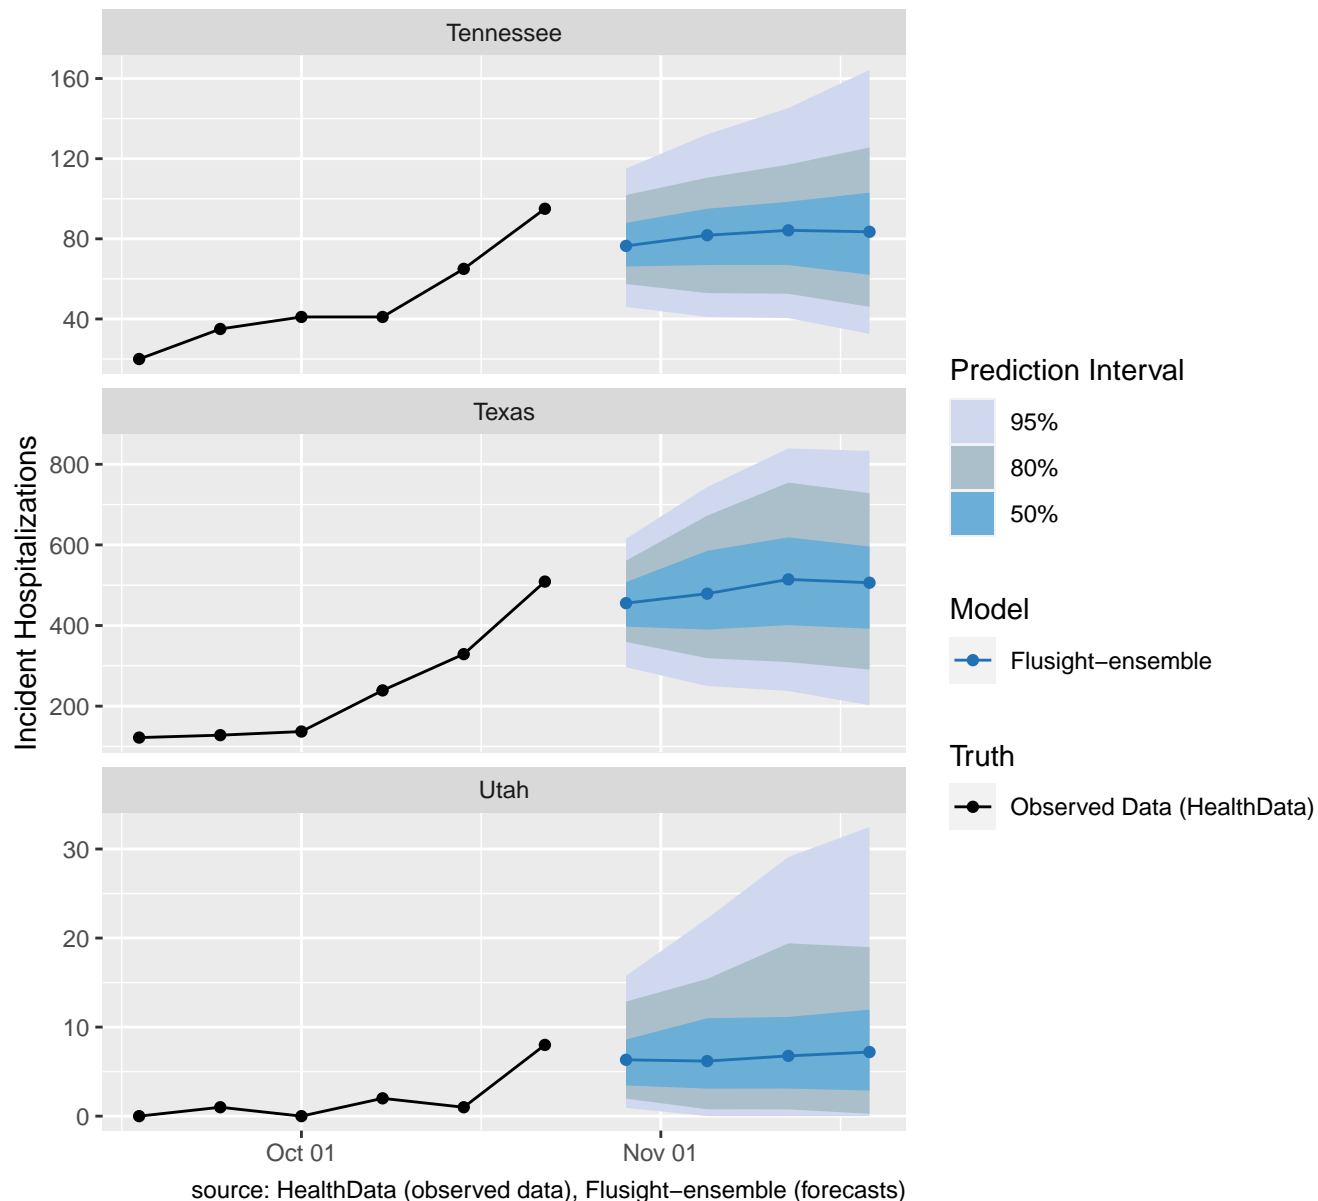 Tennessee
160
120
80
40
Texas
800
600
400
200
Utah
30
20
10
0
Oct 01
Nov 01
Incident Hospitalizations
source: HealthData (observed data), Flusight−ensemble (forecasts)
Prediction Interval
95%
80%
50%
Model
Flusight−ensemble
Truth
Observed Data (HealthData)